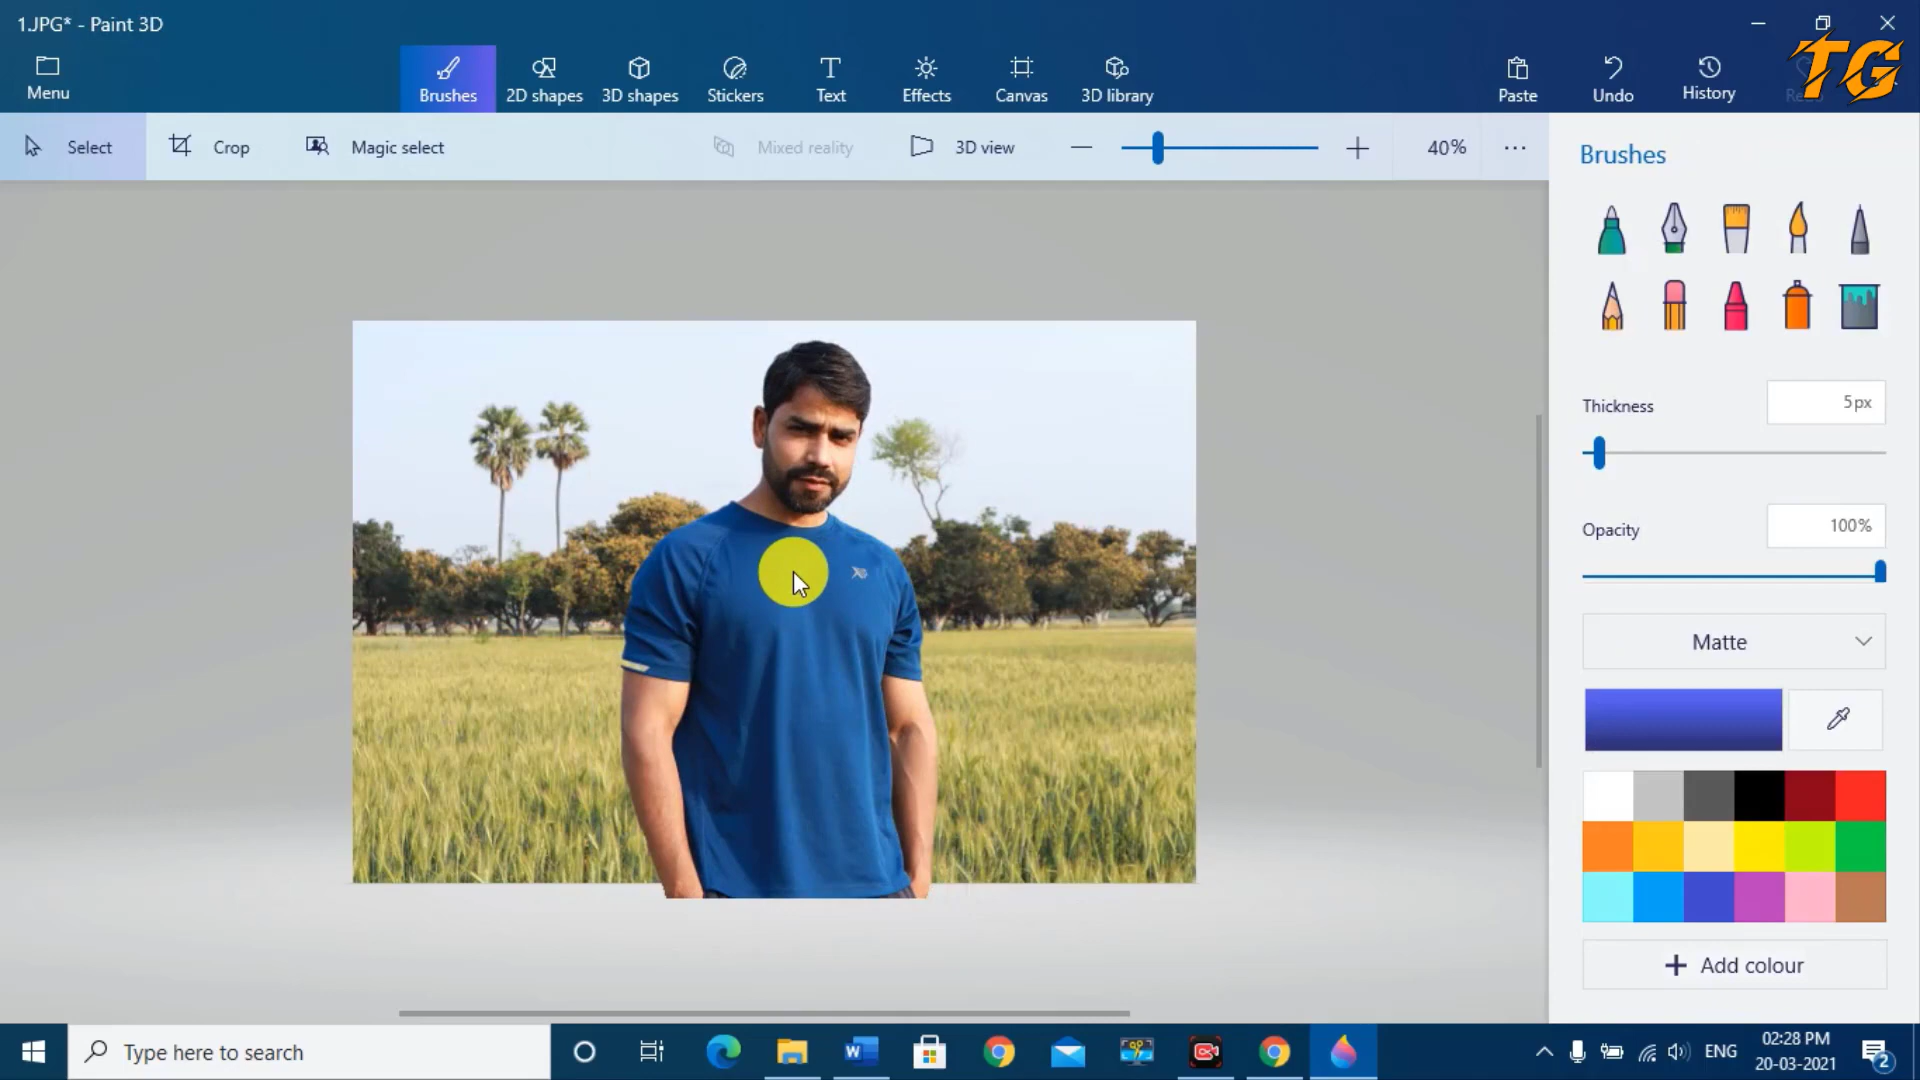 1.JPG* - Paint 3D
TG
Menu
Brushes
2D shapes
3D shapes
Stickers
Text
Effects
Canvas
3D library
Paste
Undo
History
Select
Crop
Magic select
Mixed reality
3D view
40%
Brushes
Thickness
5px
Opacity
100%
Matte
Add colour
Type here to search
W
ENG
02:28 PM
20-03-2021
2